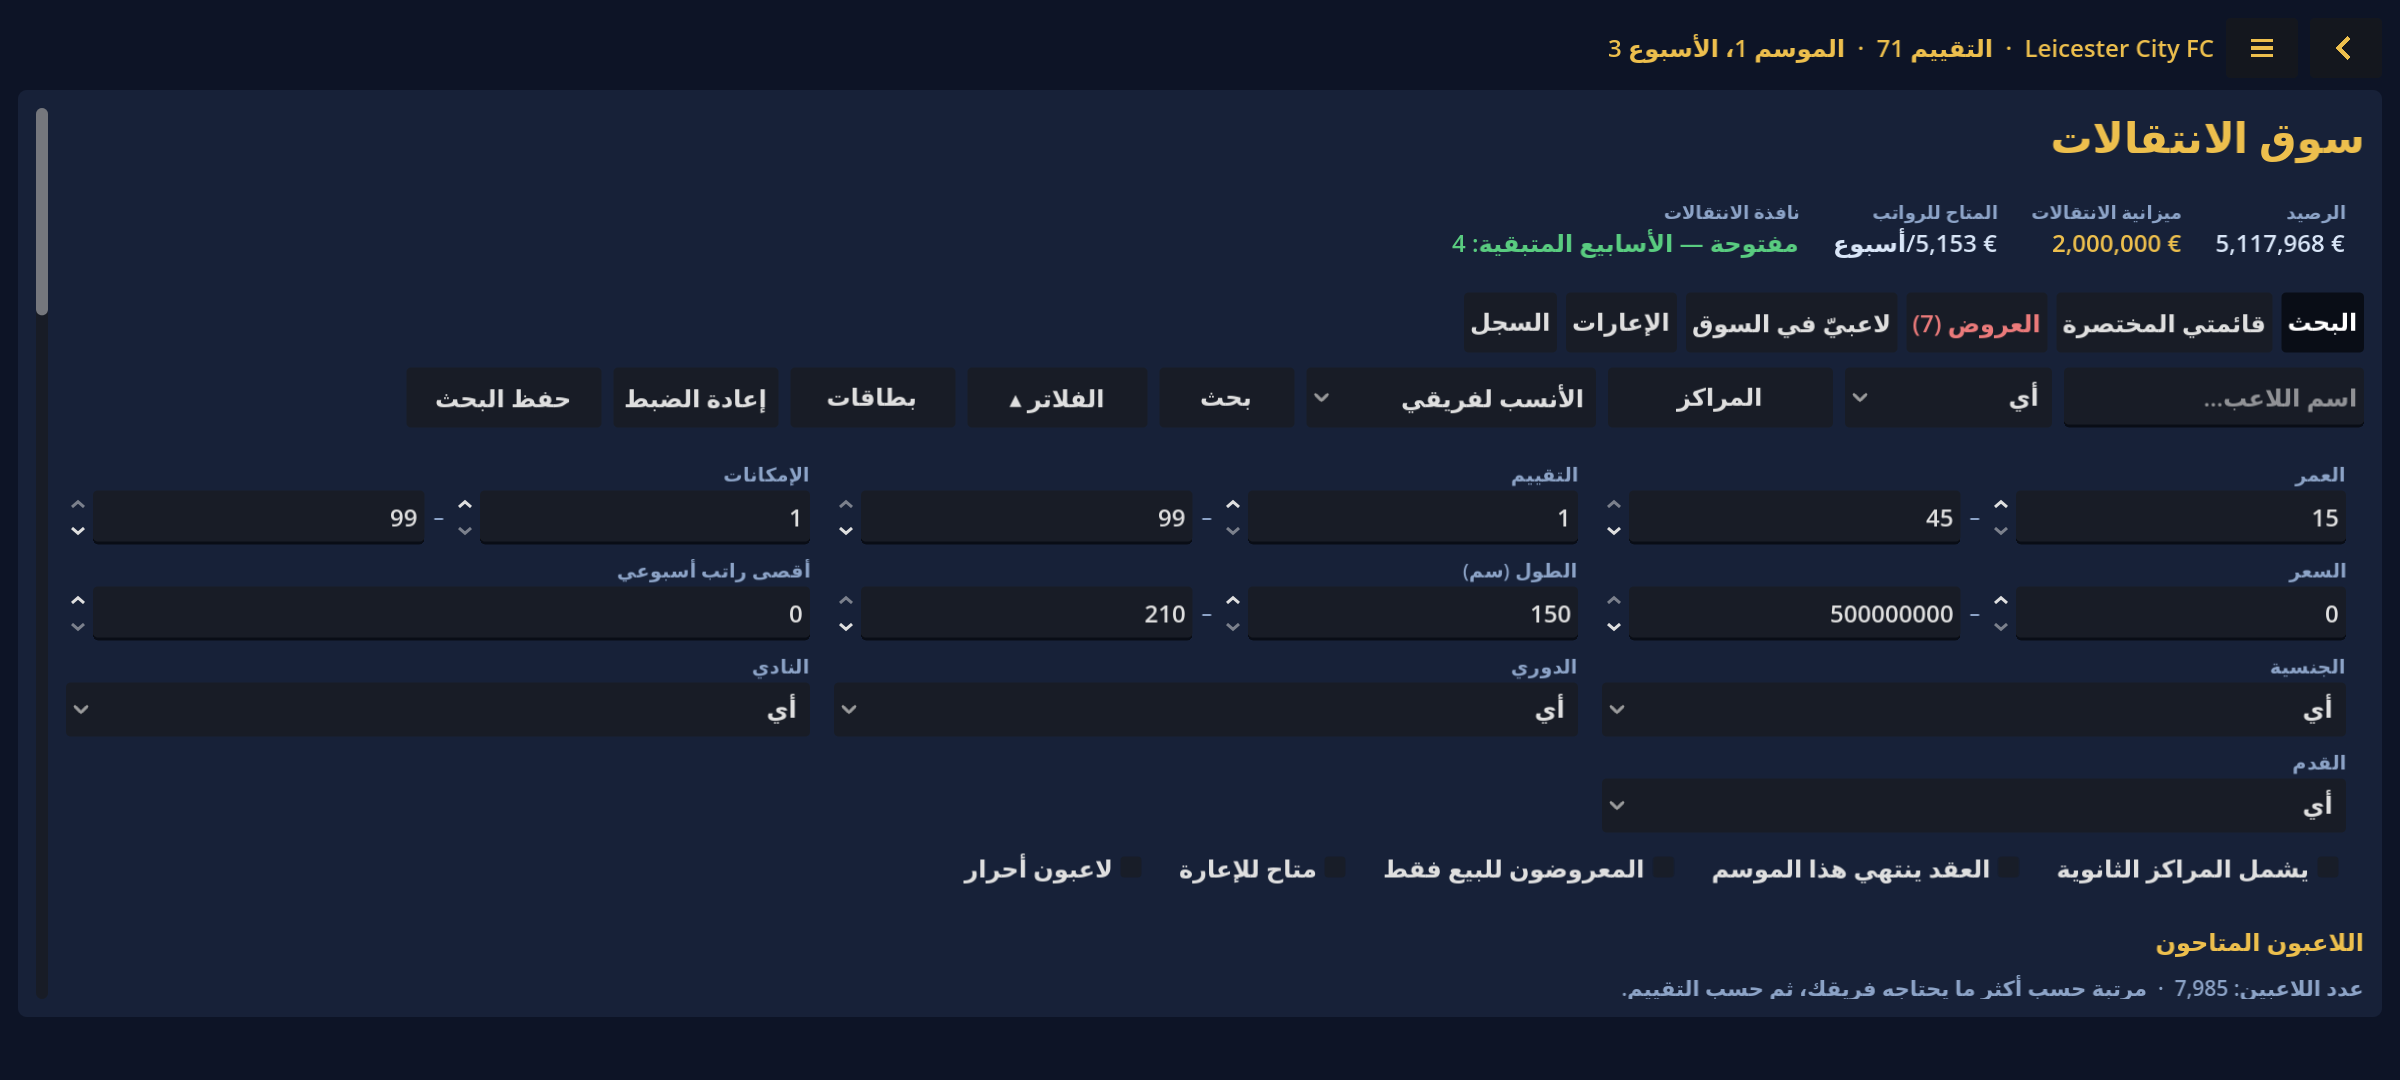 Leicester City FC · التقييم 71 · الموسم 1، الأسبوع 3
سوق الانتقالات
الرصيد ميزانية الانتقالات المتاح للرواتب نافذة الانتقالات
5,117,968 € 2,000,000 € 5,153 €/أسبوع مفتوحة — الأسابيع المتبقية: 4
البحث قائمتي المختصرة العروض (7) لاعبيّ في السوق الإعارات السجل
اسم اللاعب... أي المراكز الأنسب لفريقي بحث الفلاتر ▲ بطاقات إعادة الضبط حفظ البحث
العمر التقييم الإمكانات
15 – 45 1 – 99 1 – 99
السعر الطول (سم) أقصى راتب أسبوعي
0 – 500000000 150 – 210 0
الجنسية الدوري النادي
أي أي أي
القدم
أي
يشمل المراكز الثانوية العقد ينتهي هذا الموسم المعروضون للبيع فقط متاح للإعارة لاعبون أحرار
اللاعبون المتاحون
عدد اللاعبين: 7,985 · مرتبة حسب أكثر ما يحتاجه فريقك، ثم حسب التقييم.